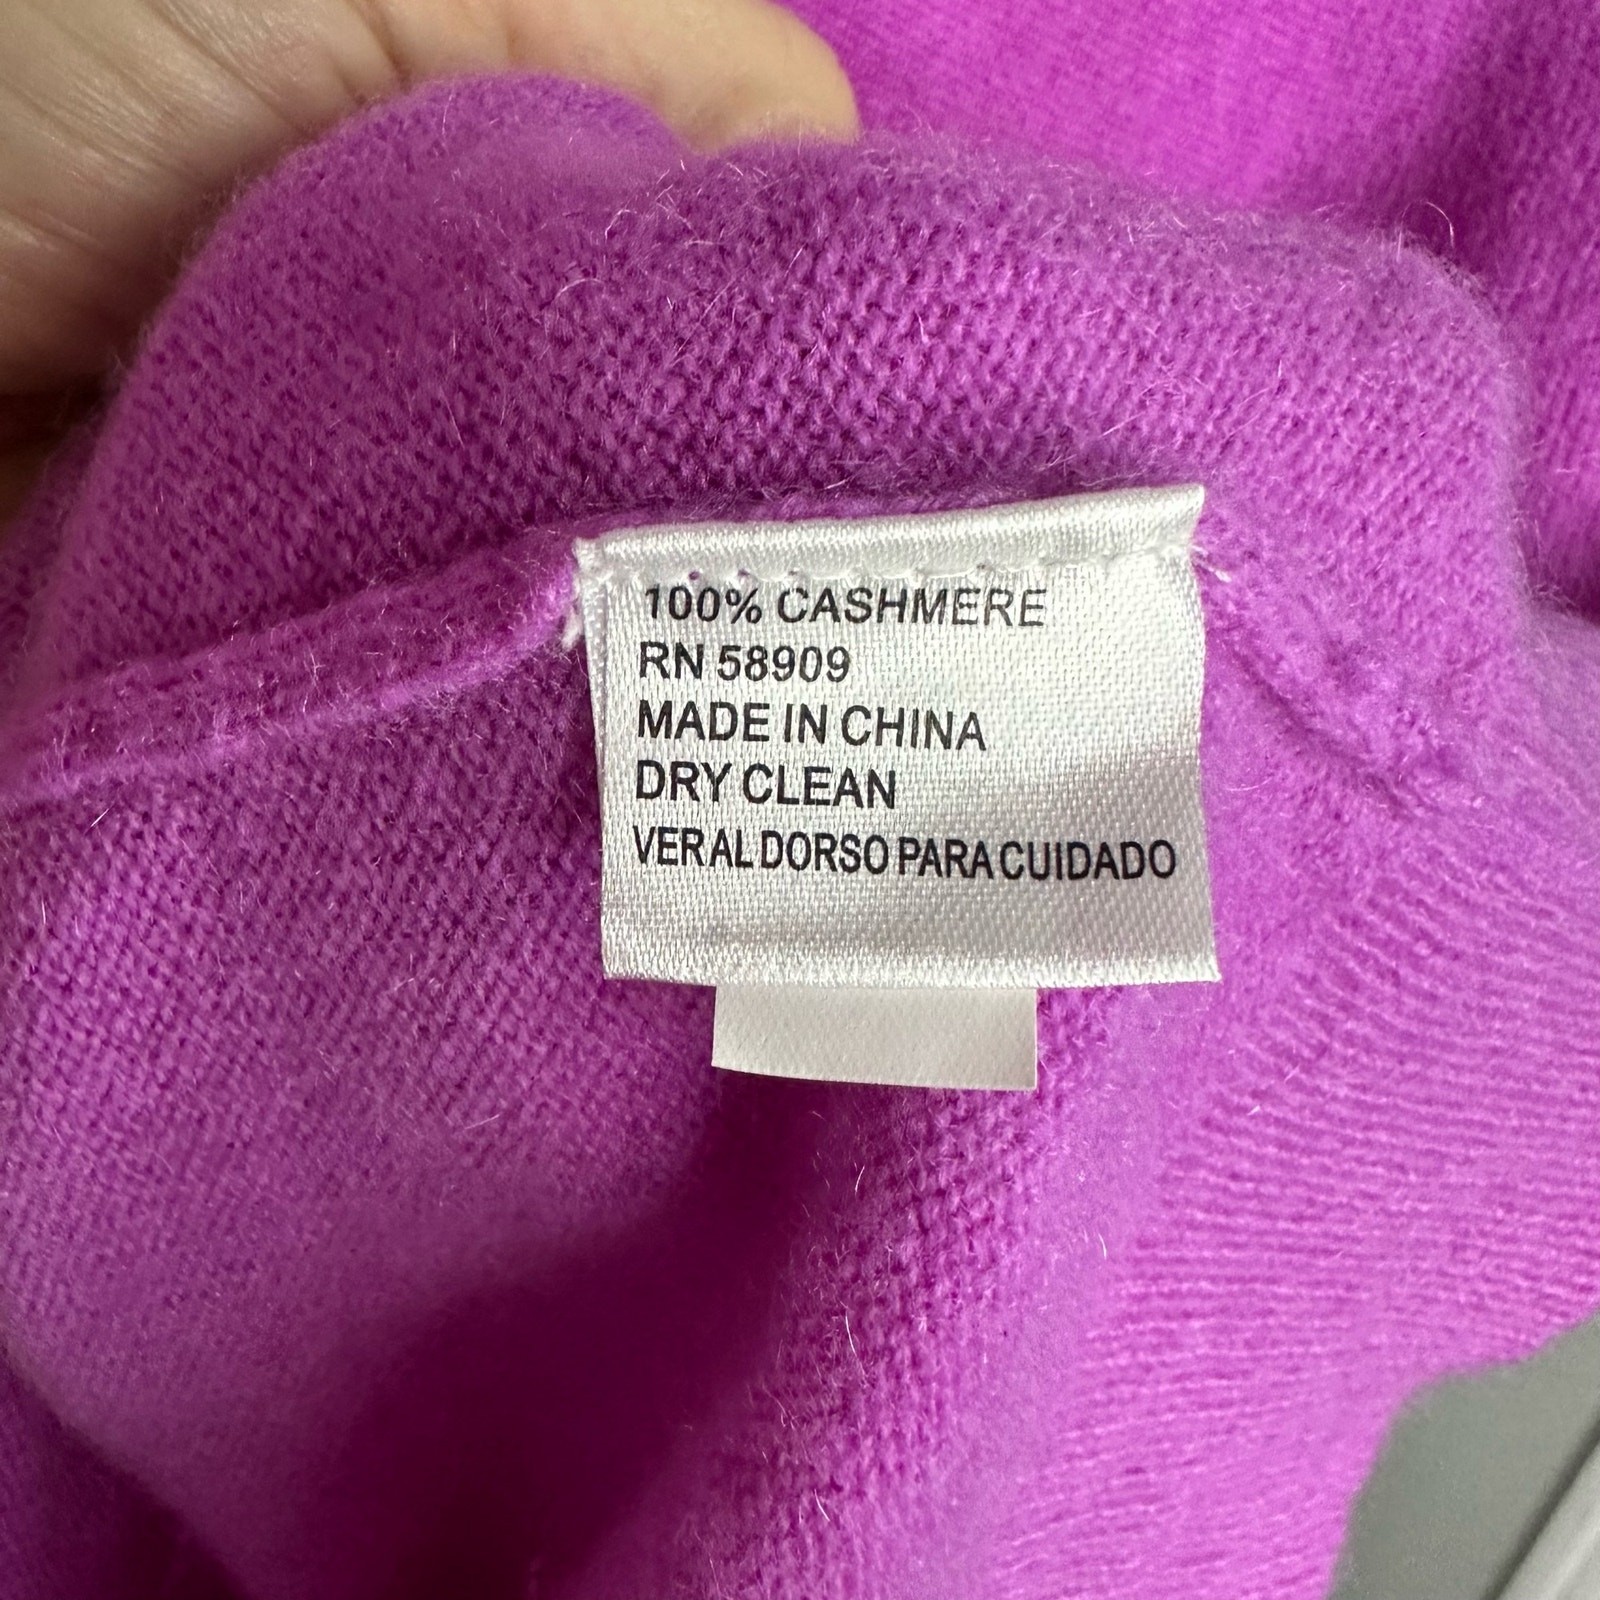 100% CASHMERE
RN 58909
MADE IN CHINA
DRY CLEAN
VER AL DORSO PARA CUIDADO